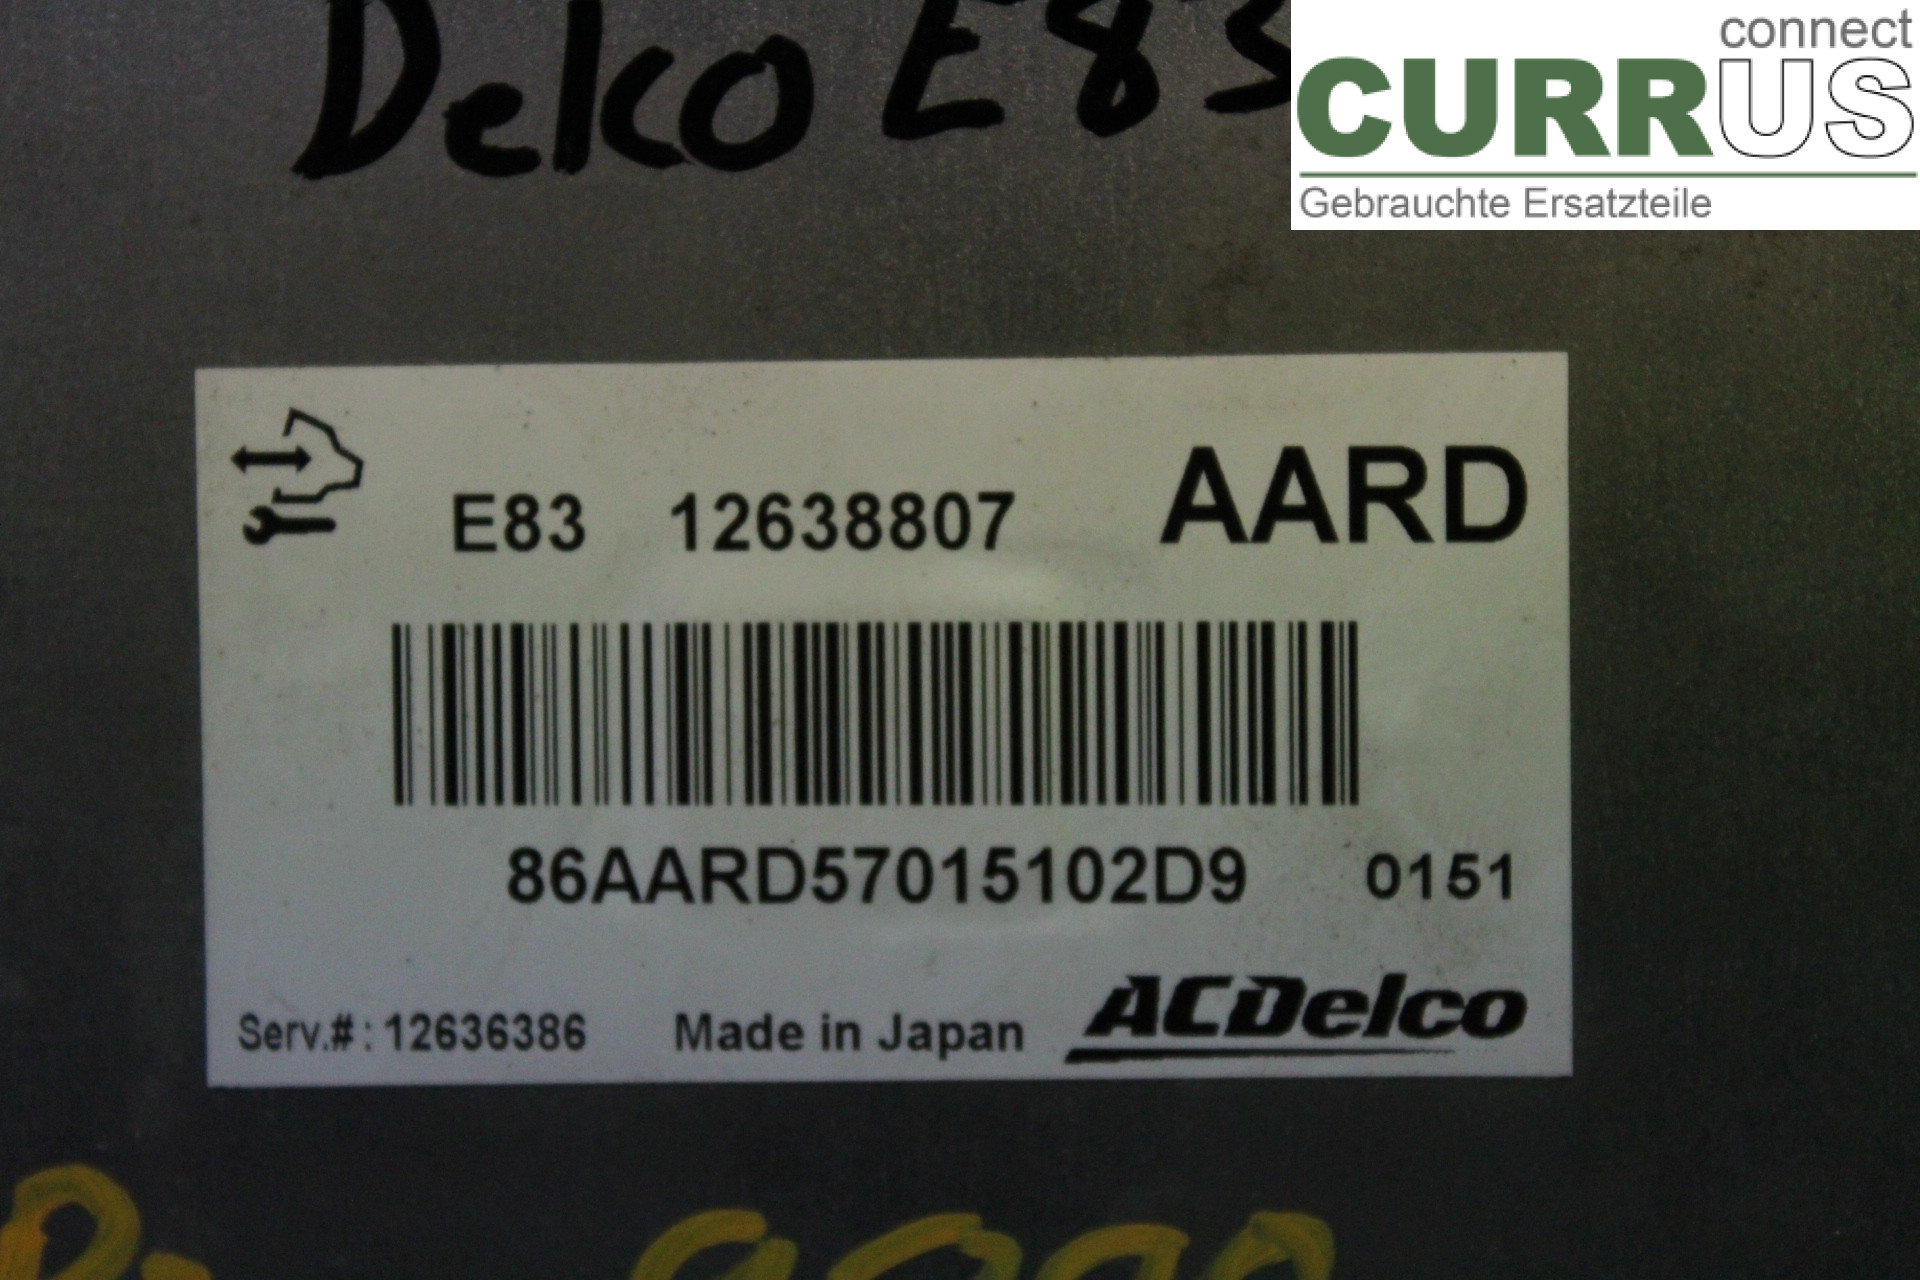 Delco E83
connect
CURRUS
Gebrauchte Ersatzteile
E83 12638807 AARD
86AARD57015102D9 0151
Serv.#: 12636386 Made in Japan ACDelco